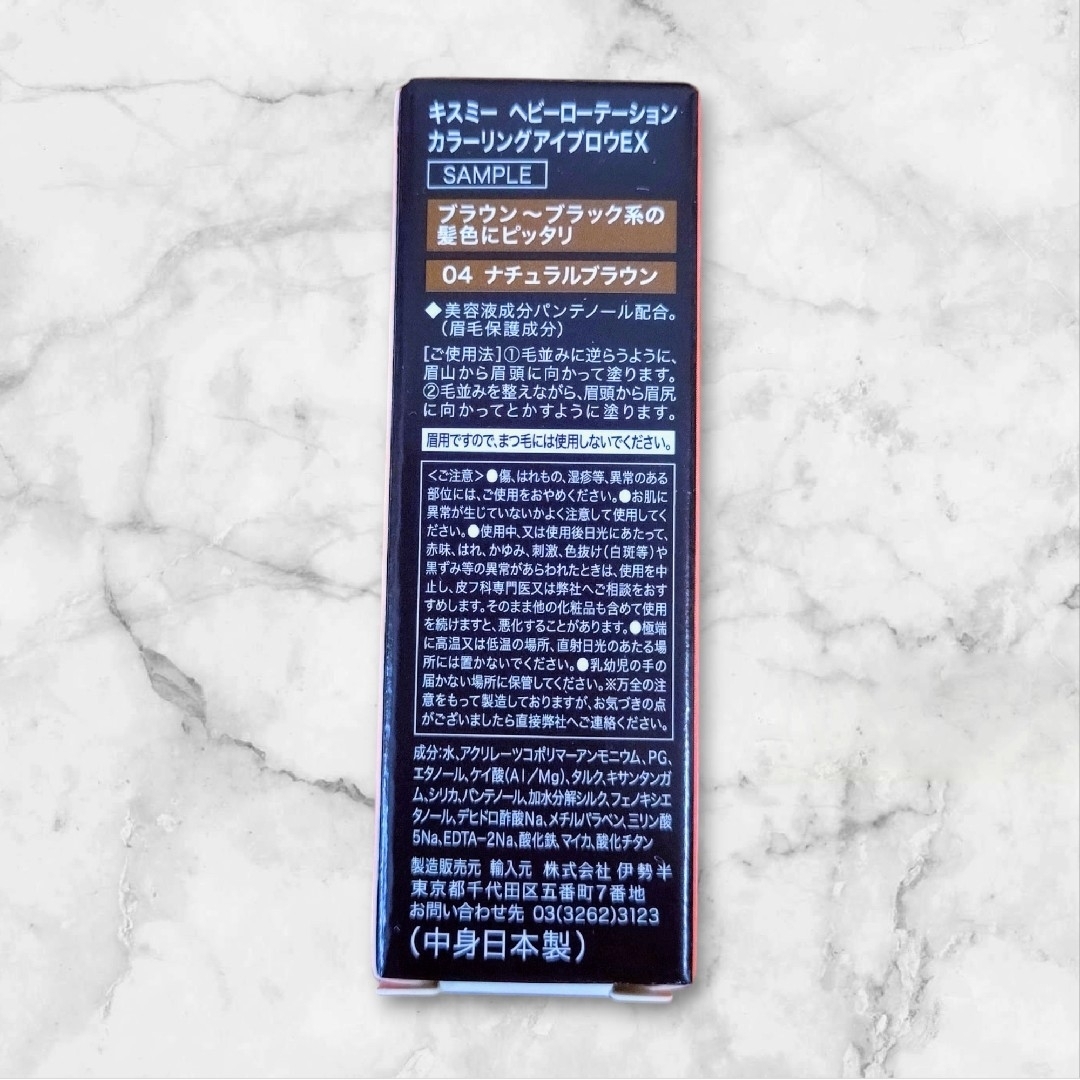 キスミー ヘビーローテーション
カラーリングアイブロウEX
SAMPLE
ブラウン～ブラック系の
髪色にピッタリ
04 ナチュラルブラウン
◆美容液成分パンテノール配合。
（眉毛保護成分）
[ご使用法]①毛並みに逆らうように、
眉山から眉頭に向かって塗ります。
②毛並みを整えながら、眉頭から眉尻
に向かってとかすように塗ります。
眉用ですので、まつ毛には使用しないでください。
＜ご注意＞●傷、はれもの、湿疹等、異常のある
部位には、ご使用をおやめください。●お肌に
異常が生じていないかよく注意して使用してく
ださい。●使用中、又は使用後日光にあたって、
赤味、はれ、かゆみ、刺激、色抜け（白斑等）や
黒ずみ等の異常があらわれたときは、使用を中
止し、皮フ科専門医又は弊社へご相談をおす
すめします。そのまま他の化粧品も含めて使用
を続けますと、悪化することがあります。●極端
に高温又は低温の場所、直射日光のあたる場
所には置かないでください。●乳幼児の手の
届かない場所に保管してください。※万全の注
意をもって製造しておりますが、お気づきの点
がございましたら直接弊社へご連絡ください。
成分：水、アクリレーツコポリマーアンモニウム、PG、
エタノール、ケイ酸（Al／Mg）、タルク、キサンタンガ
ム、シリカ、パンテノール、加水分解シルク、フェノキシエ
タノール、デヒドロ酢酸Na、メチルパラベン、ミリン酸
5Na、EDTA－2Na、酸化鉄、マイカ、酸化チタン
製造販売元 輸入元 株式会社 伊勢半
東京都千代田区五番町7番地
お問い合わせ先 03(3262)3123
（中身日本製）